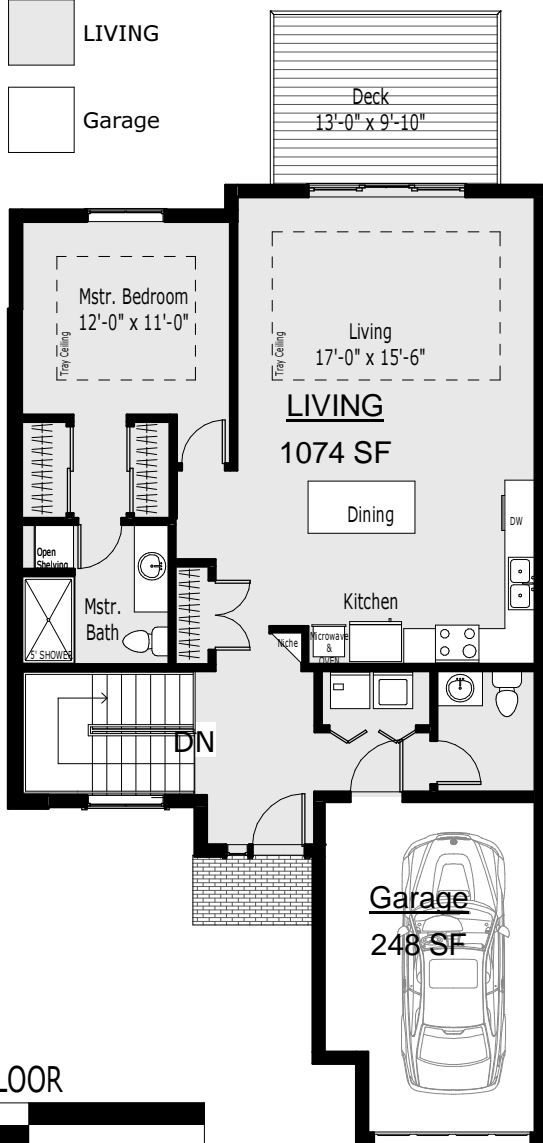 LIVING
Garage
Deck
13'-0" x 9'-10"
Mstr. Bedroom
12'-0" x 11'-0"
Tray Ceiling
Living
17'-0" x 15'-6"
Tray Ceiling
LIVING
1074 SF
Dining
DW
Open
Shelving
Mstr.
Bath
5' SHOWER
Kitchen
Niche
Microwave
&
OVEN
DN
Garage
248 SF
LOOR